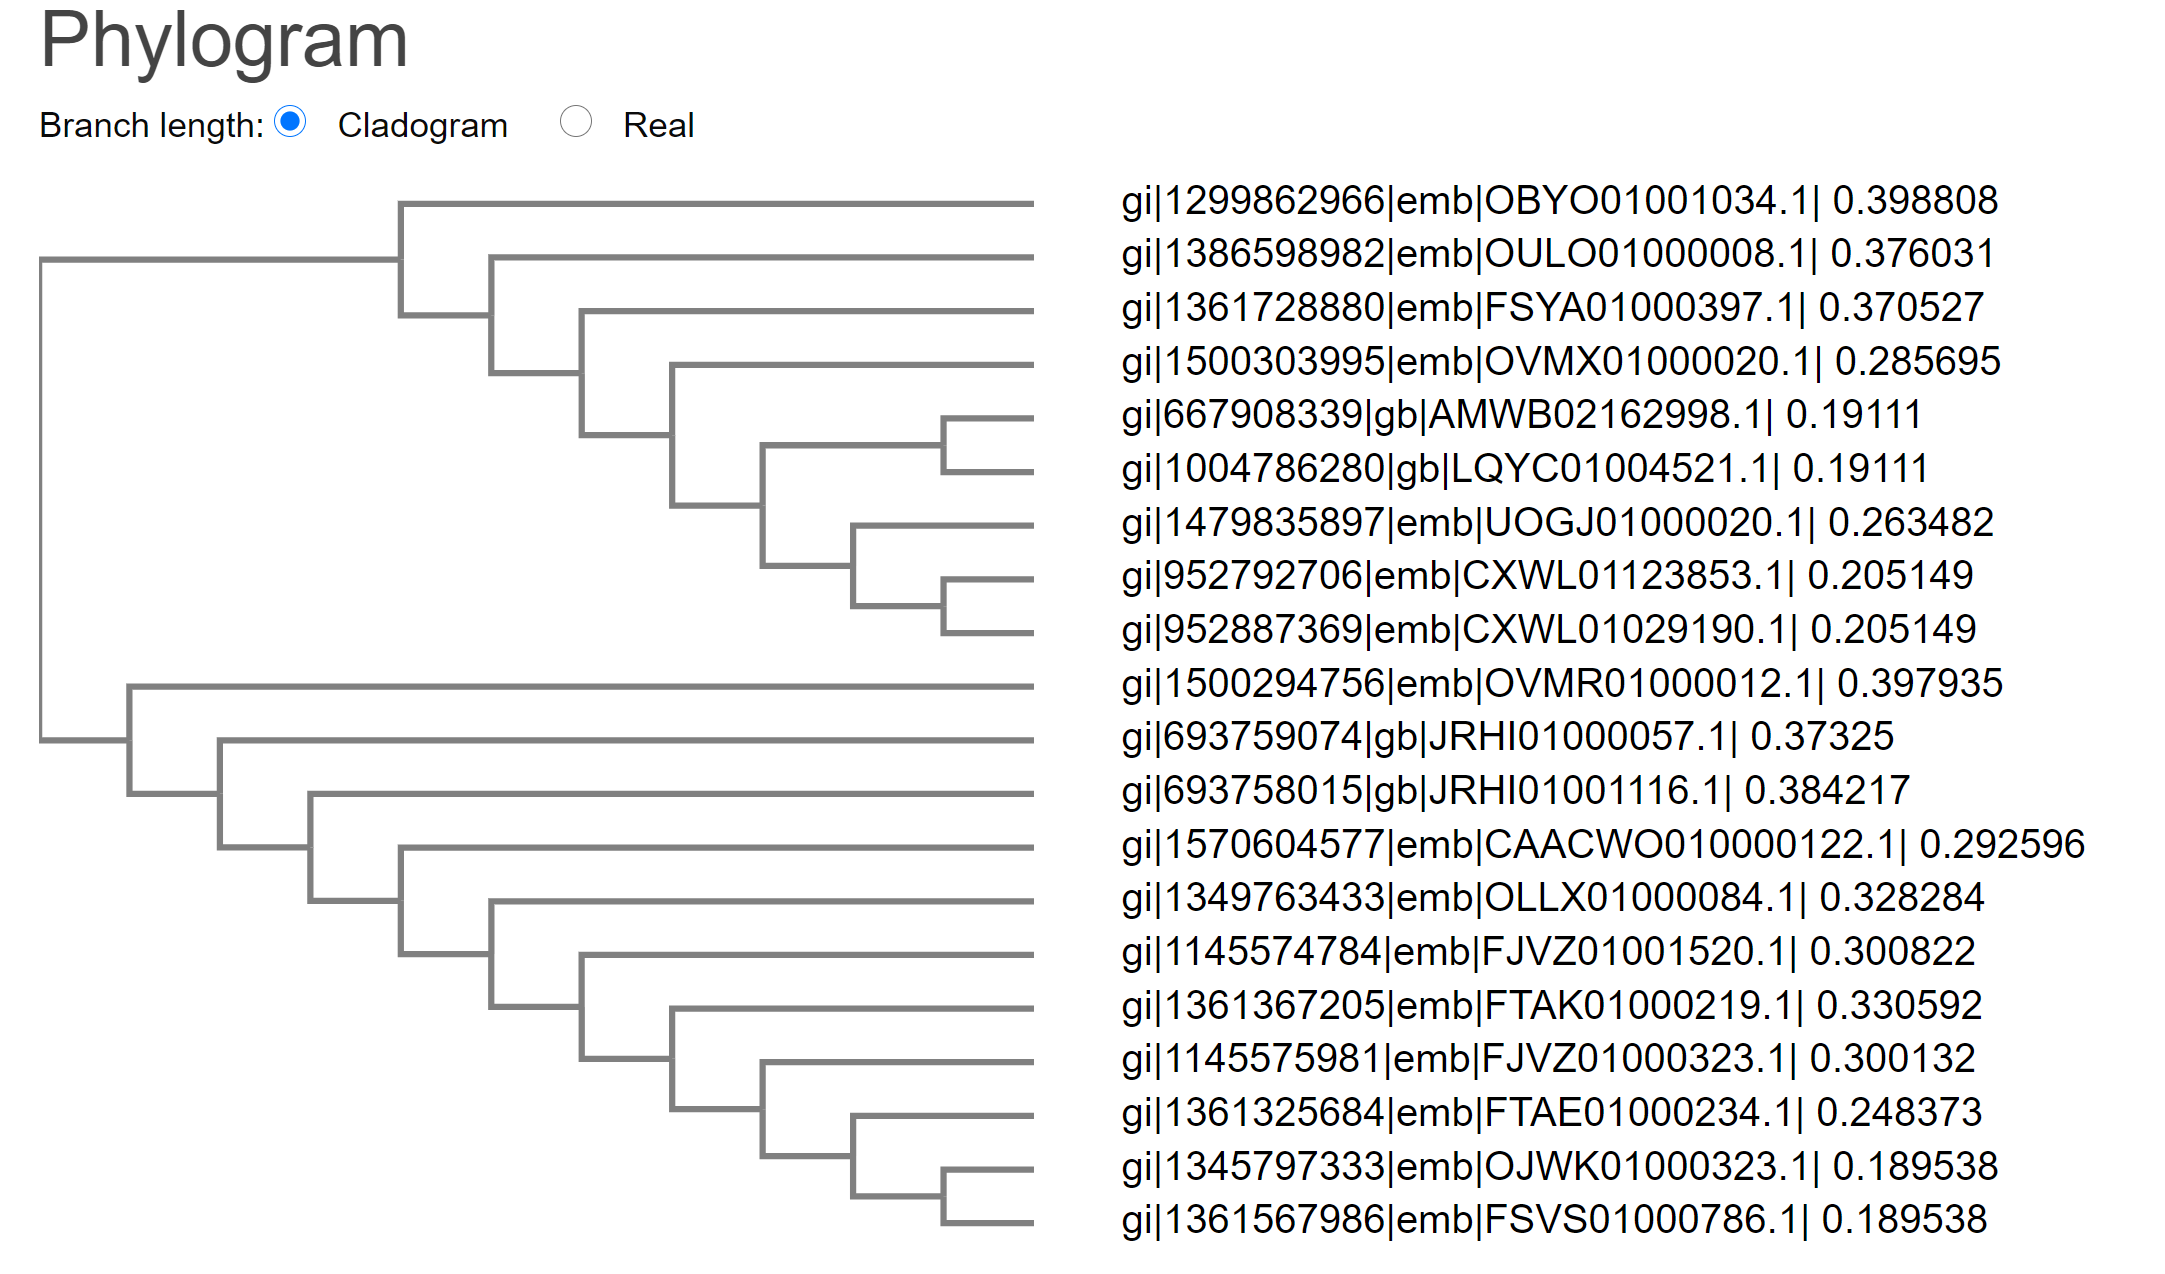 Phylogram
Branch length: Cladogram Real
gi|1299862966|emb|OBYO01001034.1| 0.398808
gi|1386598982|emb|OULO01000008.1| 0.376031
gi|1361728880|emb|FSYA01000397.1| 0.370527
gi|1500303995|emb|OVMX01000020.1| 0.285695
gi|667908339|gb|AMWB02162998.1| 0.19111
gi|1004786280|gb|LQYC01004521.1| 0.19111
gi|1479835897|emb|UOGJ01000020.1| 0.263482
gi|952792706|emb|CXWL01123853.1| 0.205149
gi|952887369|emb|CXWL01029190.1| 0.205149
gi|1500294756|emb|OVMR01000012.1| 0.397935
gi|693759074|gb|JRHI01000057.1| 0.37325
gi|693758015|gb|JRHI01001116.1| 0.384217
gi|1570604577|emb|CAACWO010000122.1| 0.292596
gi|1349763433|emb|OLLX01000084.1| 0.328284
gi|1145574784|emb|FJVZ01001520.1| 0.300822
gi|1361367205|emb|FTAK01000219.1| 0.330592
gi|1145575981|emb|FJVZ01000323.1| 0.300132
gi|1361325684|emb|FTAE01000234.1| 0.248373
gi|1345797333|emb|OJWK01000323.1| 0.189538
gi|1361567986|emb|FSVS01000786.1| 0.189538